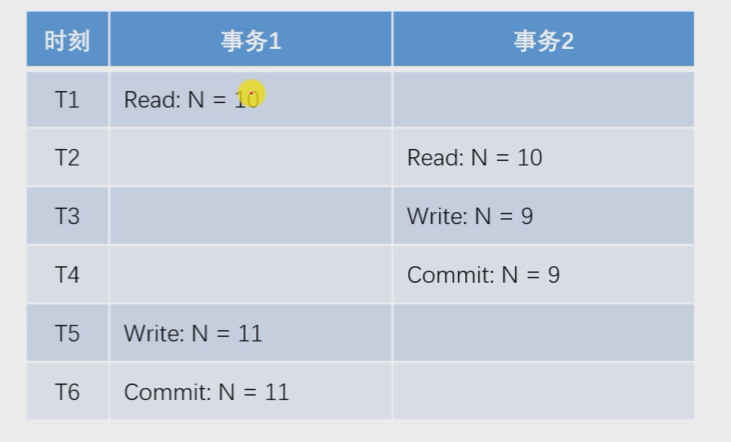 时刻 事务1 事务2
T1 Read: N = 10
T2 Read: N = 10
T3 Write: N = 9
T4 Commit: N = 9
T5 Write: N = 11
T6 Commit: N = 11